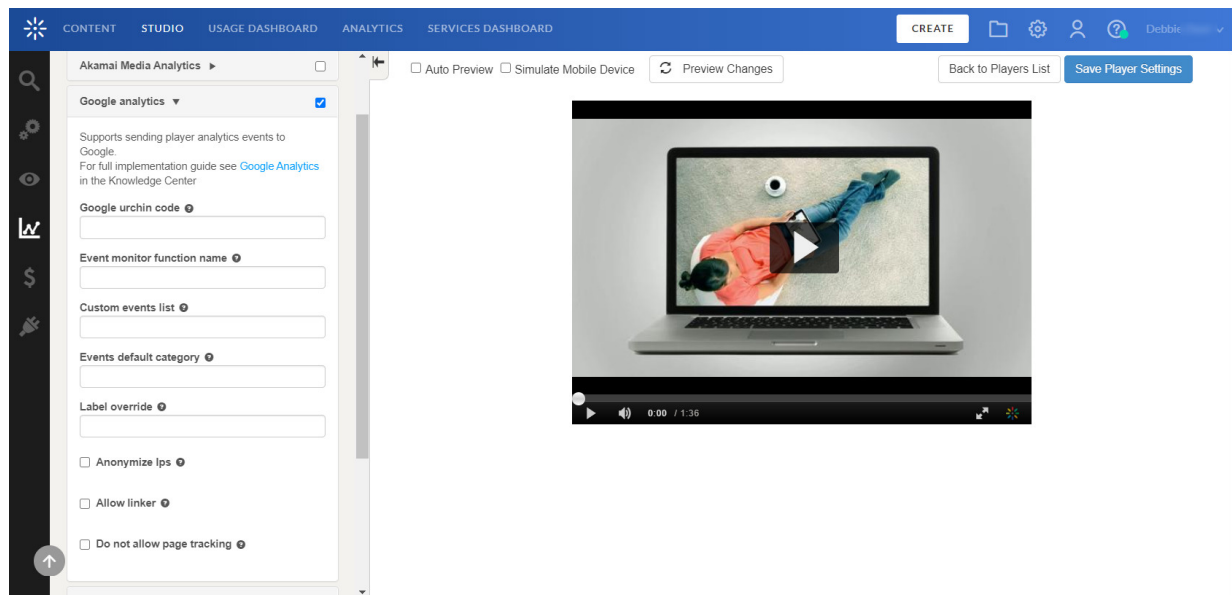 CONTENT STUDIO USAGE DASHBOARD ANALYTICS SERVICES DASHBOARD CREATE Debbie
Akamai Media Analytics
Auto Preview Simulate Mobile Device Preview Changes Back to Players List Save Player Settings
Google analytics
Supports sending player analytics events to
Google.
For full implementation guide see Google Analytics
in the Knowledge Center
Google urchin code
Event monitor function name
Custom events list
Events default category
Label override
0:00 / 1:36
Anonymize Ips
Allow linker
Do not allow page tracking